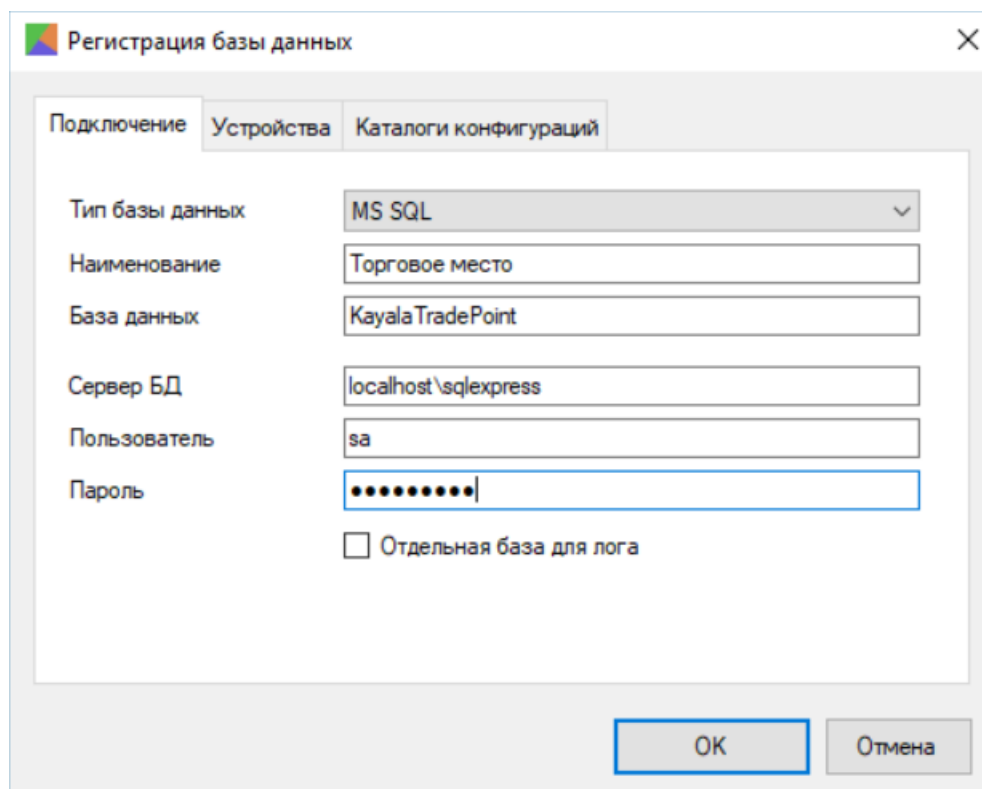 Регистрация базы данных
Подключение Устройства Каталоги конфигураций
Тип базы данных MS SQL
Наименование Торговое место
База данных KayalaTradePoint
Сервер БД localhost\sqlexpress
Пользователь sa
Пароль ●●●●●●●●●
Отдельная база для лога
OK Отмена